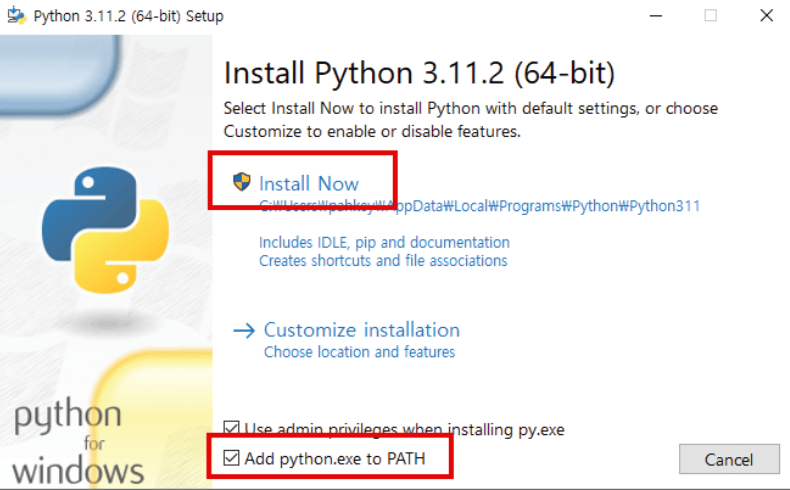 Python 3.11.2 (64-bit) Setup
Install Python 3.11.2 (64-bit)
Select Install Now to install Python with default settings, or choose
Customize to enable or disable features.
Install Now
C:₩Users₩pahkey₩AppData₩Local₩Programs₩Python₩Python311
Includes IDLE, pip and documentation
Creates shortcuts and file associations
Customize installation
Choose location and features
Use admin privileges when installing py.exe
Add python.exe to PATH
Cancel
python
for
windows